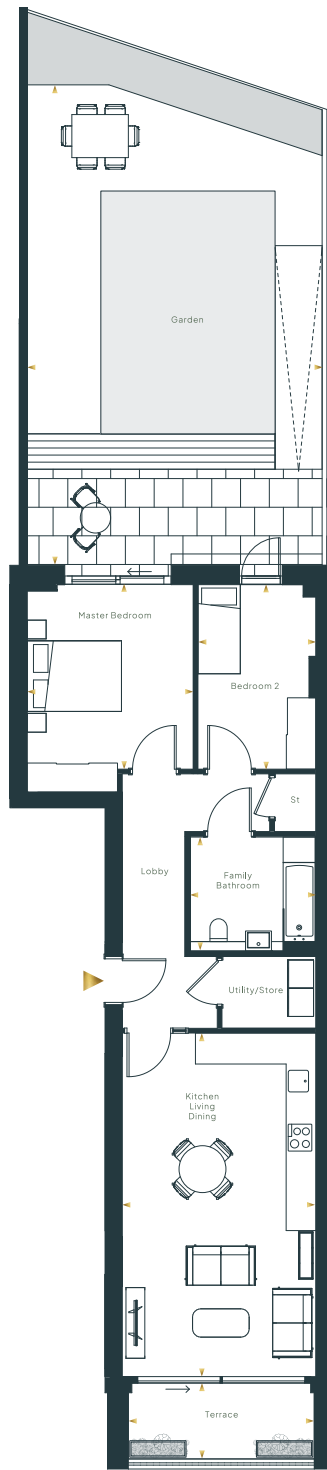 Garden
Master Bedroom
Bedroom 2
St
Lobby
Family
Bathroom
Utility/Store
Kitchen
Living
Dining
Terrace